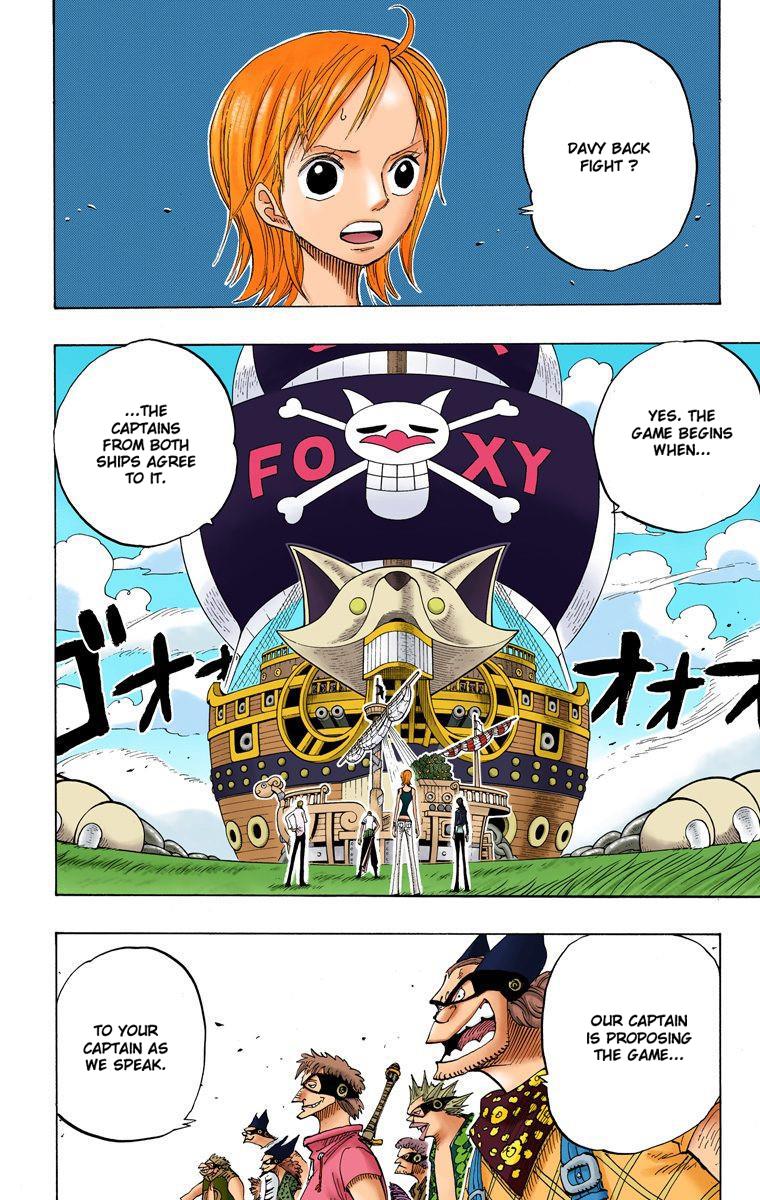 DAVY BACK
FIGHT ?
YES. THE
GAME BEGINS
WHEN...
...THE
CAPTAINS
FROM BOTH
SHIPS AGREE
TO IT.
FO XY
ゴオオ
オオオ
OUR CAPTAIN
IS PROPOSING
THE GAME...
TO YOUR
CAPTAIN AS
WE SPEAK.